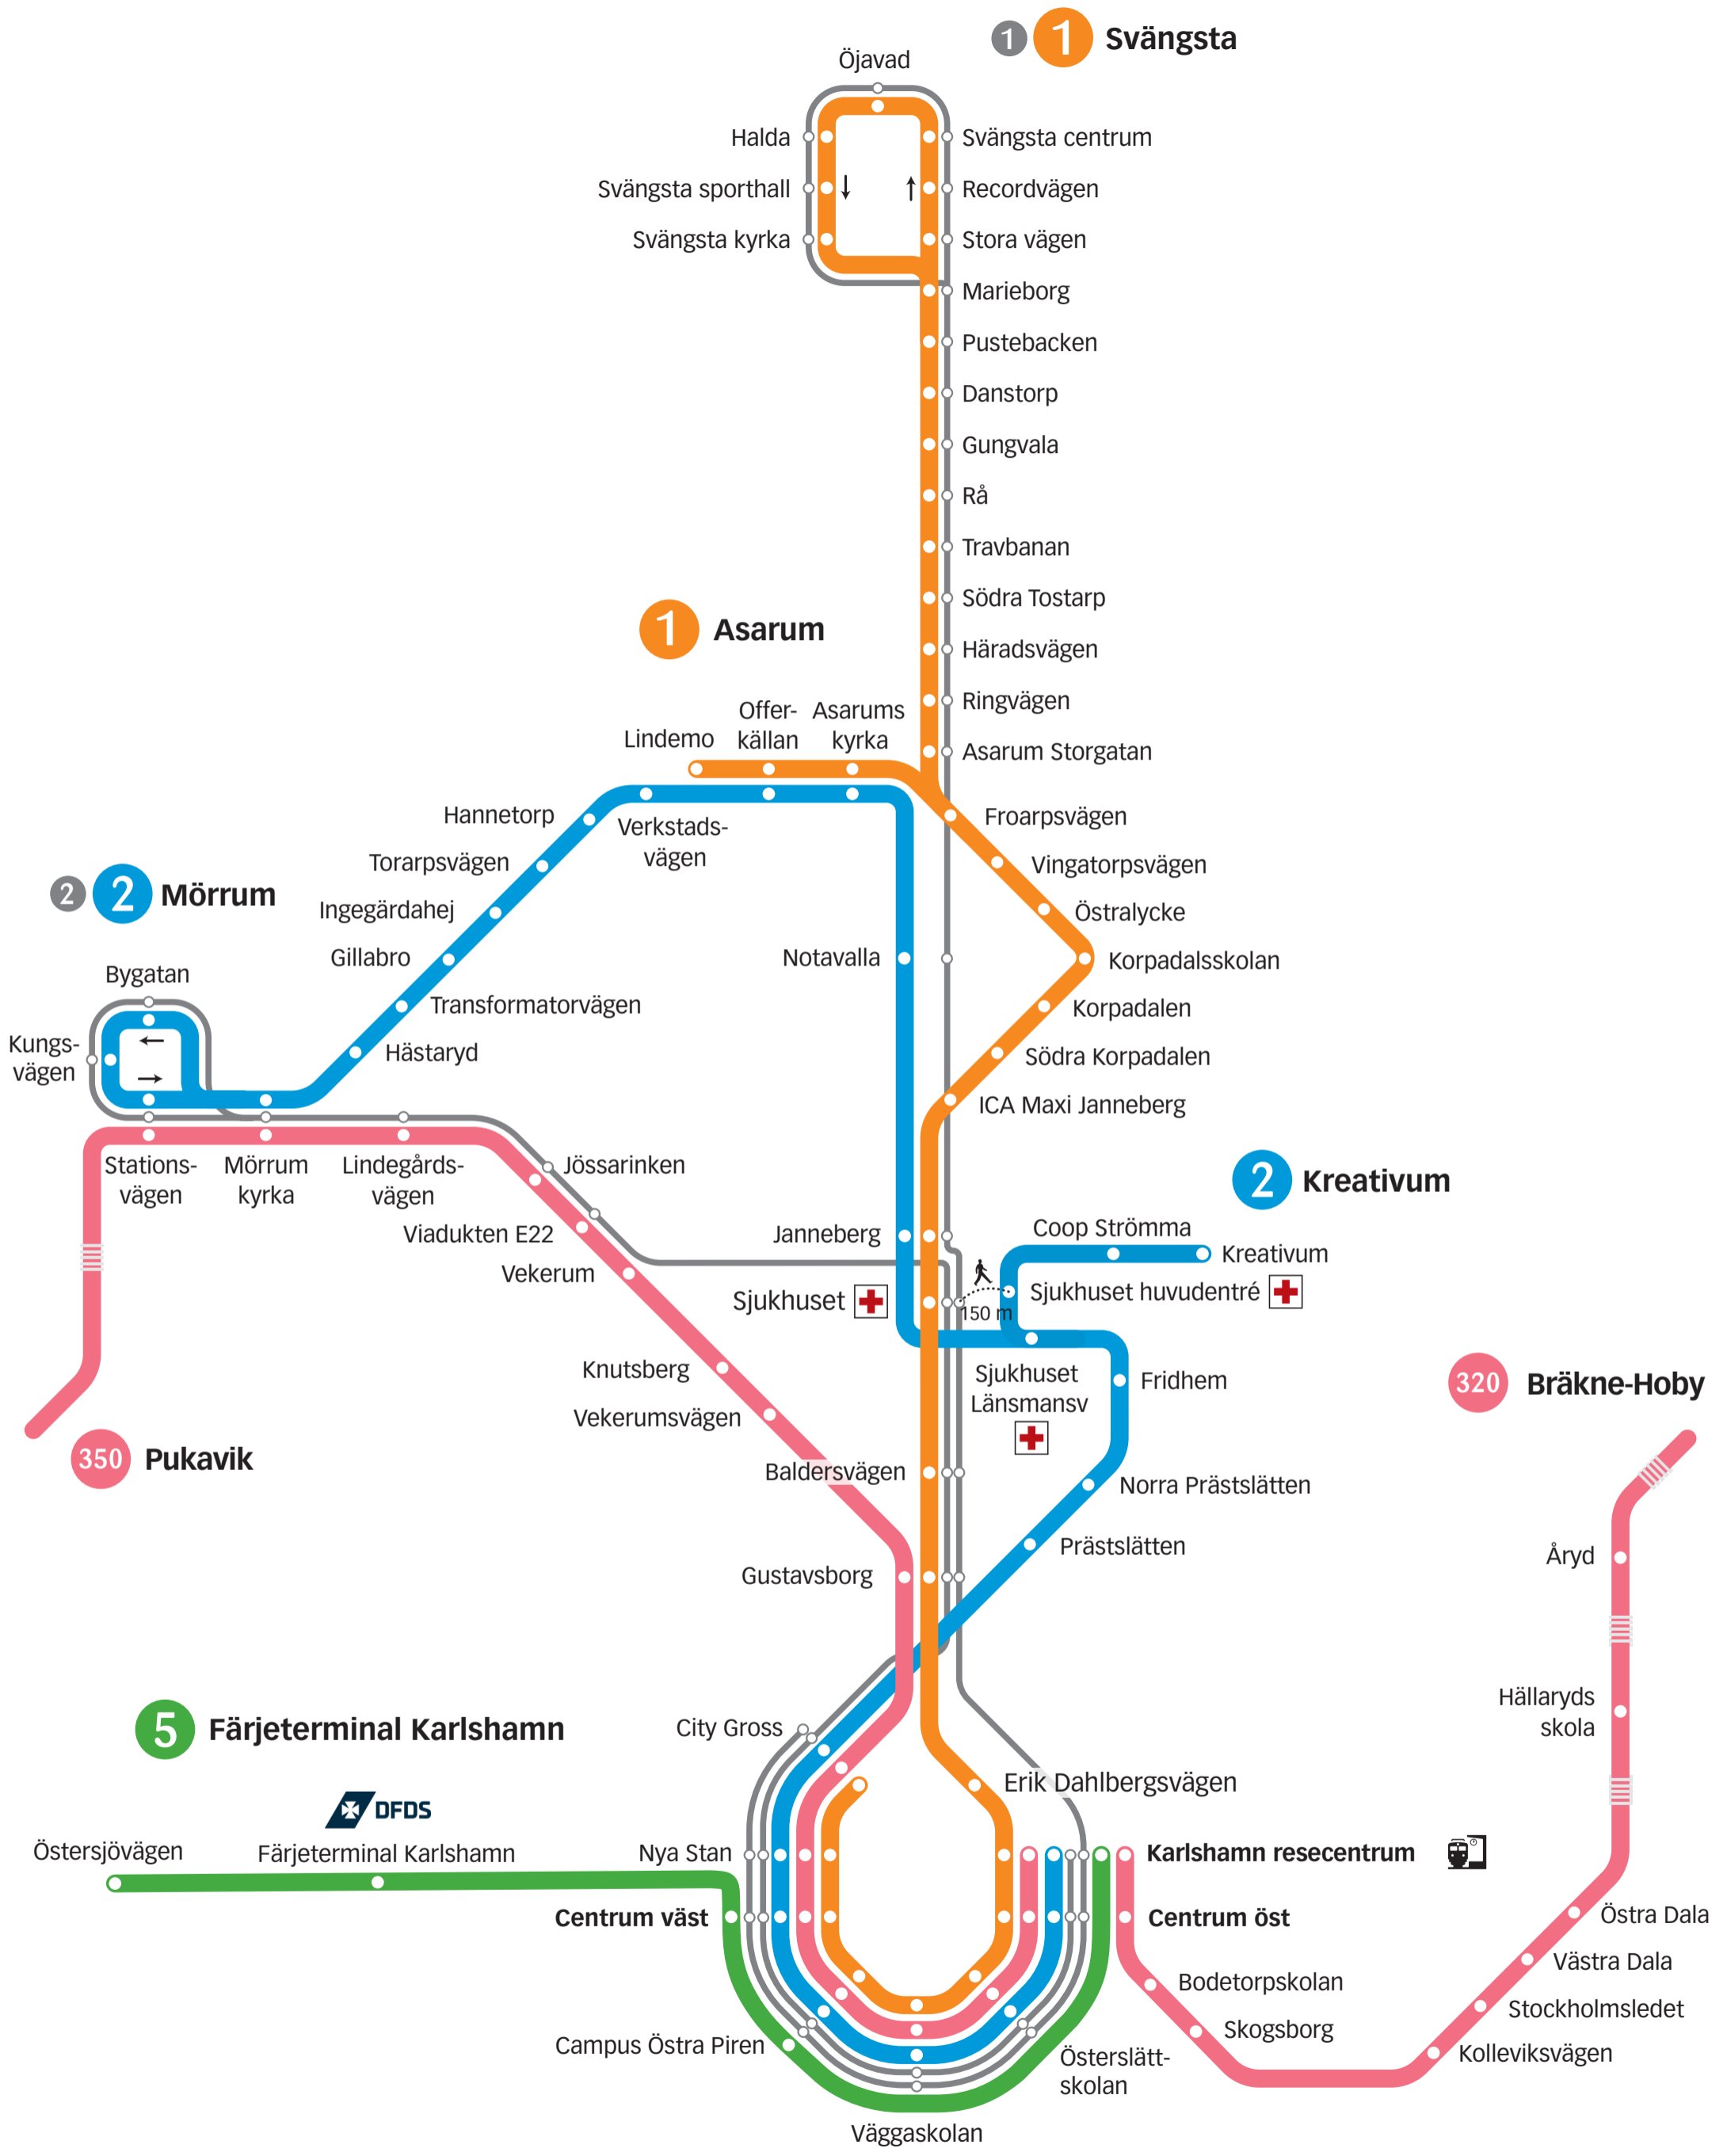 1
1
Svängsta
Öjavad
Halda
Svängsta centrum
Svängsta sporthall
Recordvägen
Svängsta kyrka
Stora vägen
Marieborg
Pustebacken
Danstorp
Gungvala
Rå
Travbanan
Södra Tostarp
1
Asarum
Häradsvägen
Ringvägen
Offer-
källan
Asarums
kyrka
Lindemo
Asarum Storgatan
Hannetorp
Verkstads-
vägen
Froarpsvägen
Torarpsvägen
Vingatorpsvägen
2
2
Mörrum
Ingegärdahej
Östralycke
Gillabro
Notavalla
Korpadalsskolan
Bygatan
Transformatorvägen
Korpadalen
Kungs-
vägen
Hästaryd
Södra Korpadalen
ICA Maxi Janneberg
Stations-
vägen
Mörrum
kyrka
Lindegårds-
vägen
Jössarinken
2
Kreativum
Viadukten E22
Janneberg
Coop Strömma
Kreativum
Vekerum
Sjukhuset
Sjukhuset huvudentré
150 m
Knutsberg
Sjukhuset
Länsmansv
Fridhem
320
Bräkne-Hoby
Vekerumsvägen
350
Pukavik
Baldersvägen
Norra Prästslätten
Prästslätten
Åryd
Gustavsborg
Hällaryds
skola
5
Färjeterminal Karlshamn
City Gross
Erik Dahlbergsvägen
DFDS
Östersjövägen
Färjeterminal Karlshamn
Nya Stan
Karlshamn resecentrum
Centrum väst
Centrum öst
Östra Dala
Västra Dala
Bodetorpskolan
Stockholmsledet
Skogsborg
Campus Östra Piren
Österslätt-
skolan
Kolleviksvägen
Väggaskolan